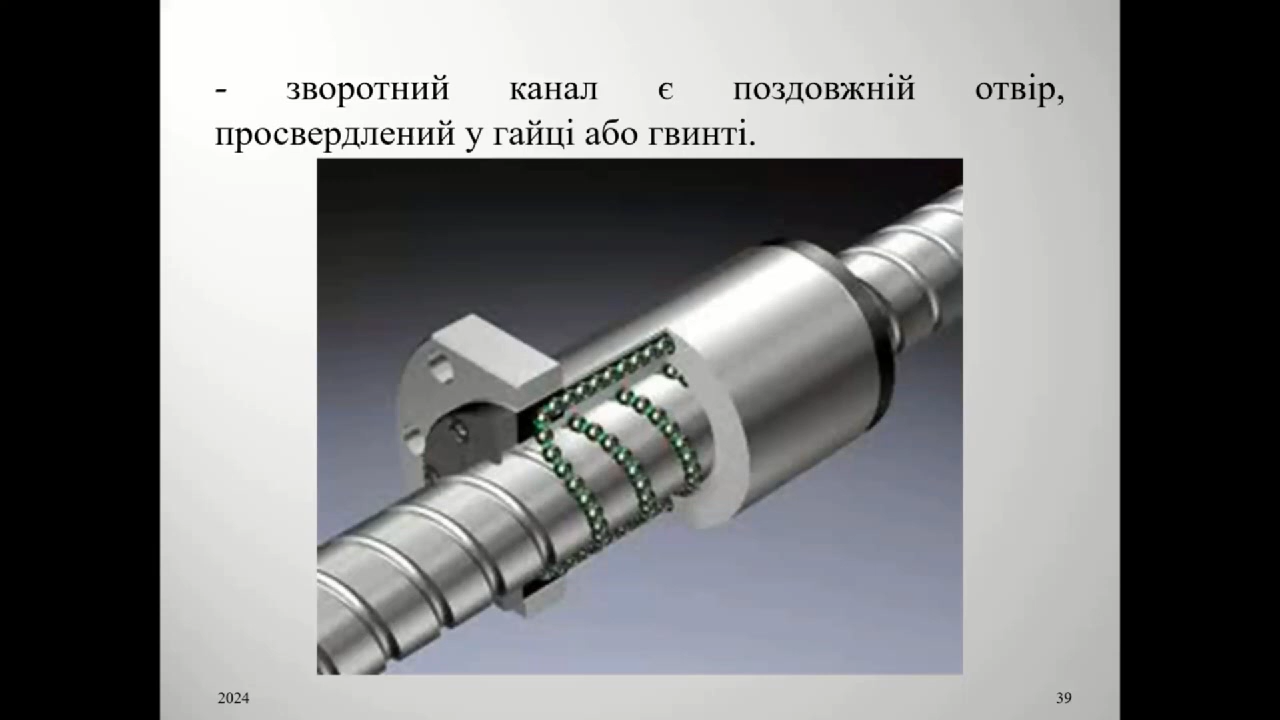 - зворотний канал є поздовжній отвір,
просвердлений у гайці або гвинті.
2024
39